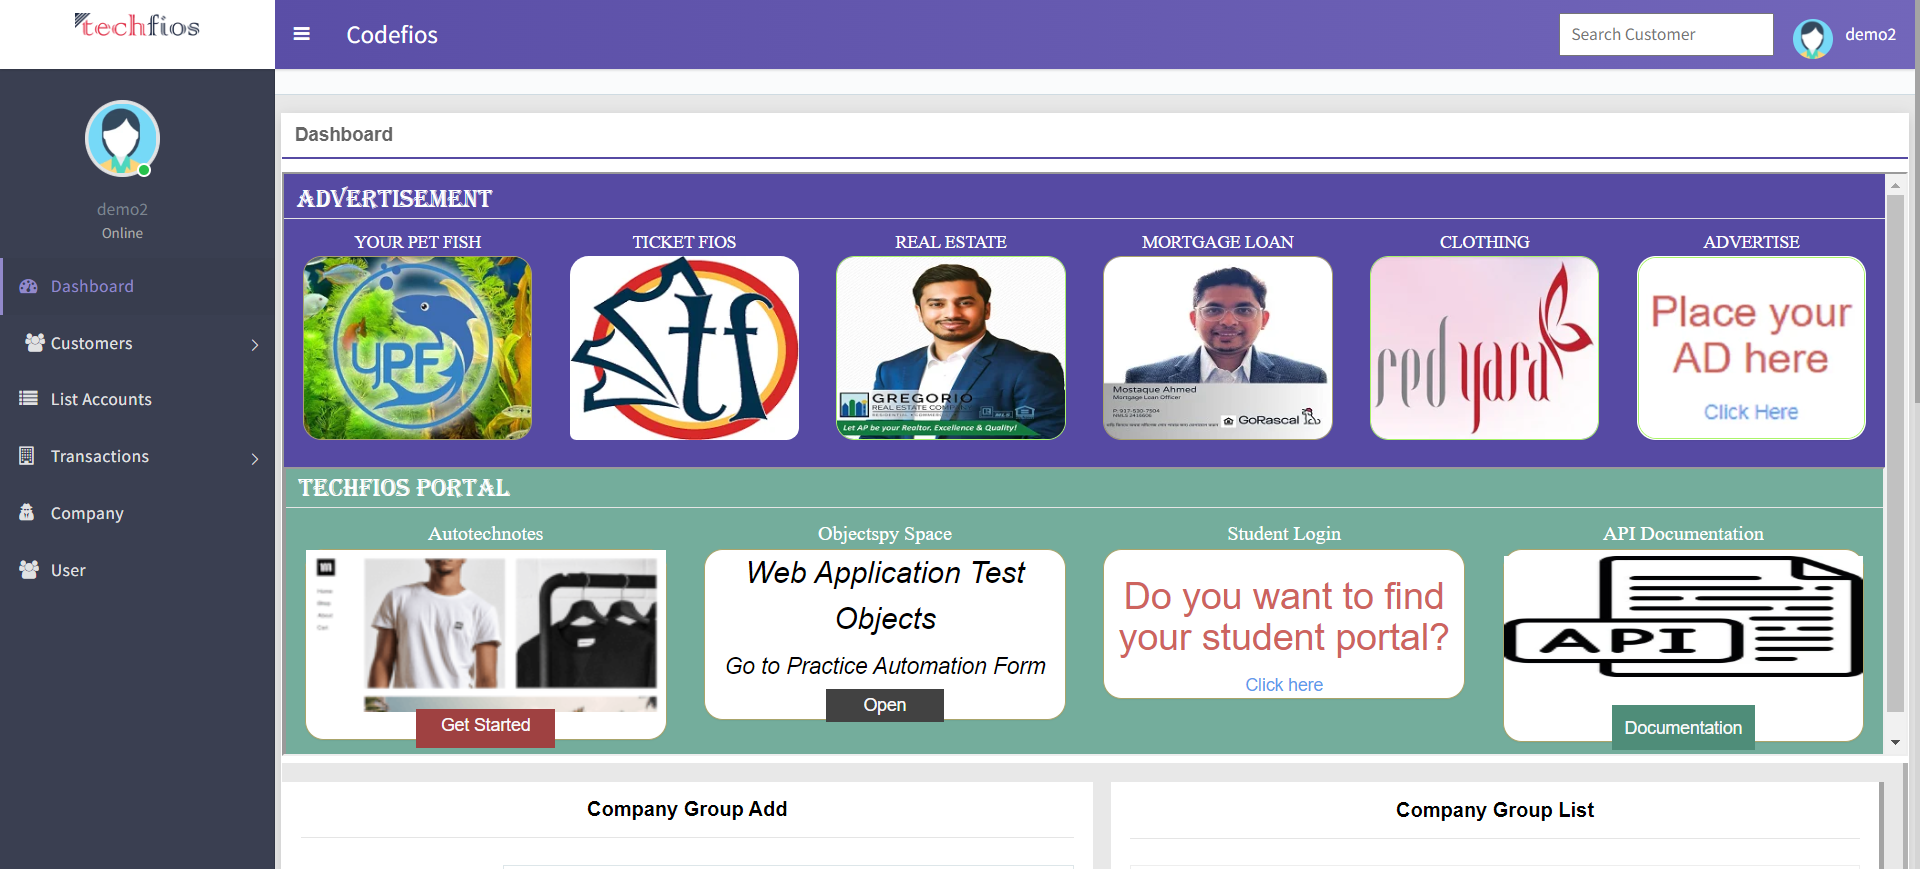 techfios
Codefios
Search Customer
demo2
demo2
Online
Dashboard
Customers
List Accounts
Transactions
Company
User
Dashboard
ADVERTISEMENT
YOUR PET FISH
TICKET FIOS
REAL ESTATE
MORTGAGE LOAN
CLOTHING
ADVERTISE
YPF
tf
GREGORIO
REAL ESTATE COMPANY
Let AP be your Realtor. Excellence & Quality!
Mostaque Ahmed
Mortgage Loan Officer
GoRascal
red yard
Place your
AD here
Click Here
TECHFIOS PORTAL
Autotechnotes
Objectspy Space
Student Login
API Documentation
m
Get Started
Web Application Test
Objects
Go to Practice Automation Form
Open
Do you want to find
your student portal?
Click here
API
Documentation
Company Group Add
Company Group List